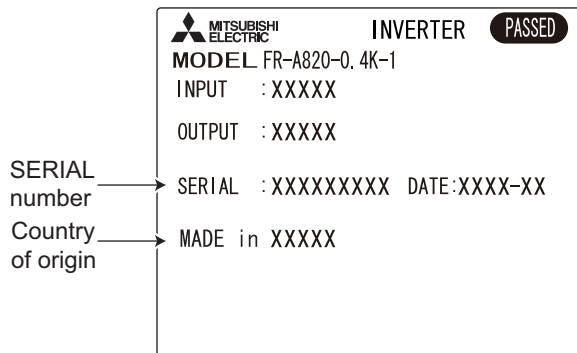 MITSUBISHI
ELECTRIC
INVERTER PASSED
MODEL FR-A820-0.4K-1
INPUT :XXXXX
OUTPUT :XXXXX
SERIAL
number
SERIAL :XXXXXXXXX DATE:XXXX-XX
Country
of origin
MADE in XXXXX